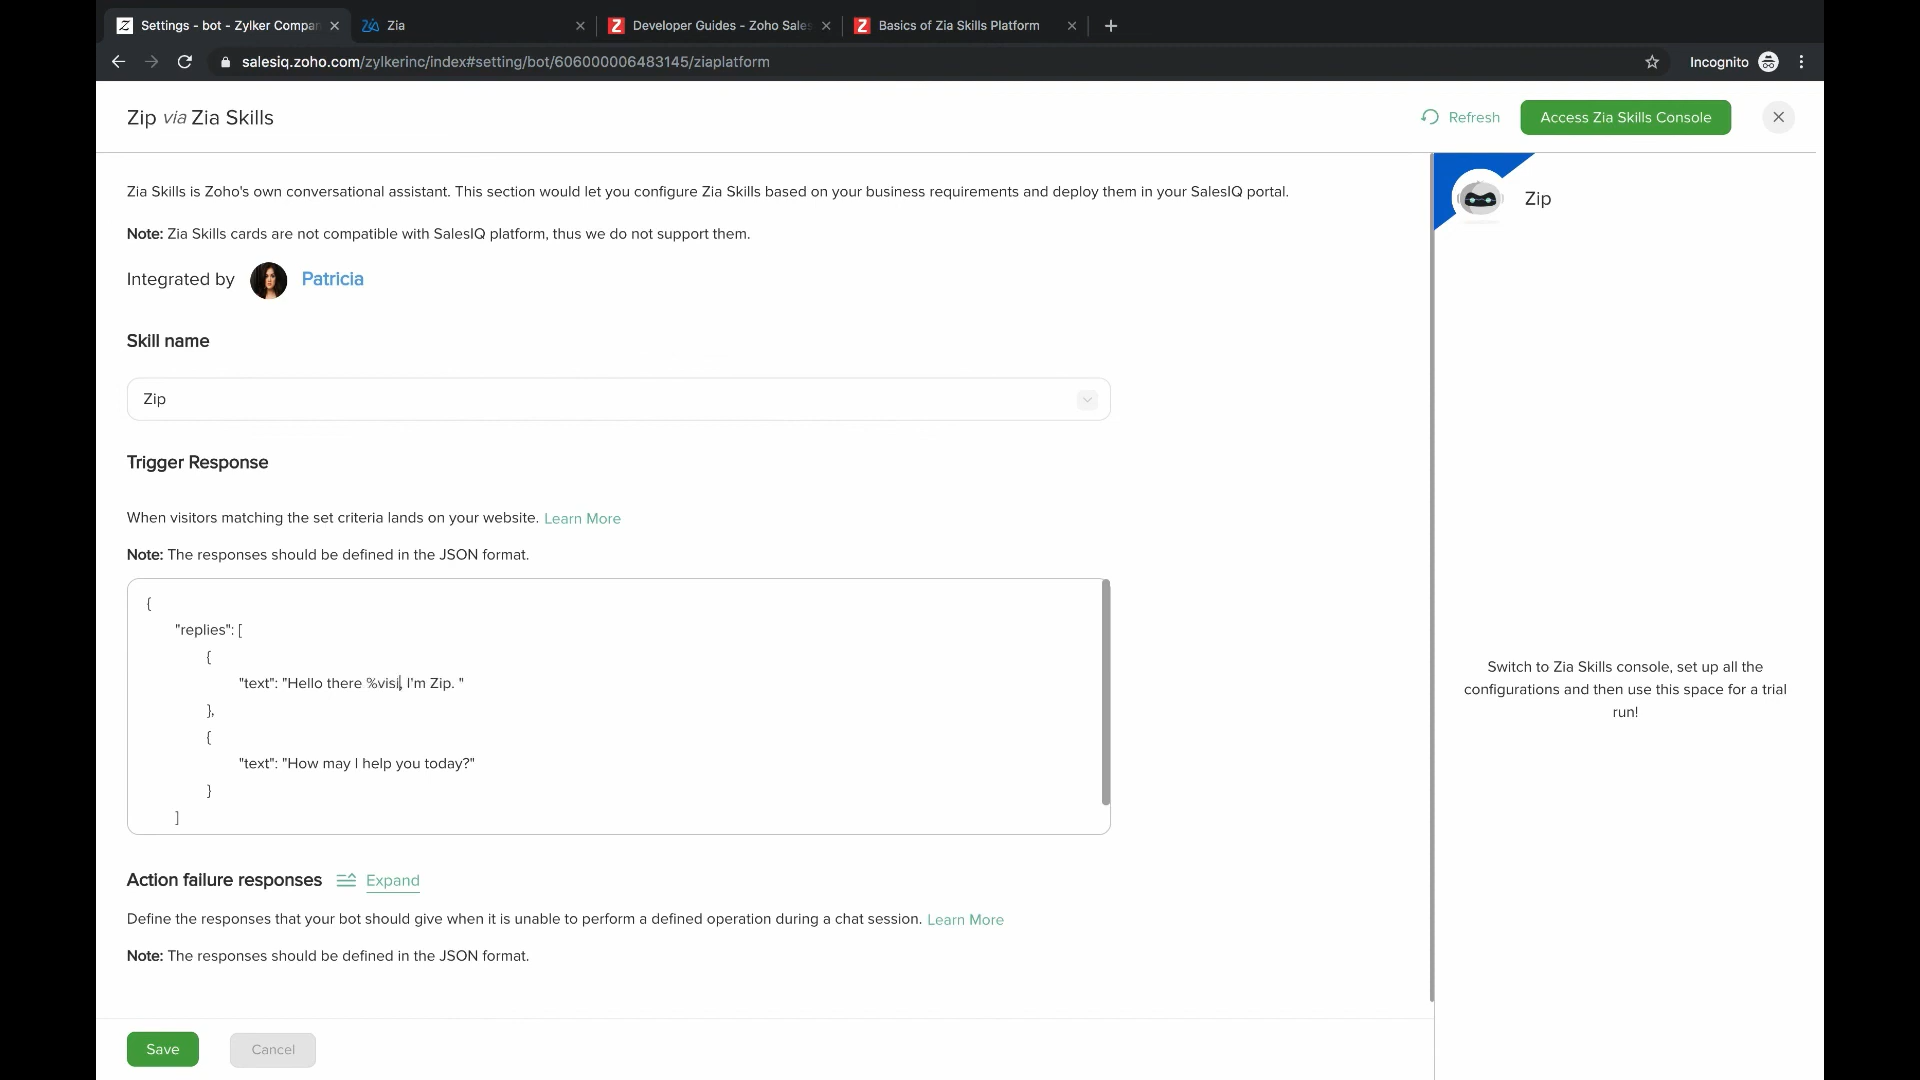 Settings - bot - Zylker Compan
Zia
Developer Guides - Zoho Sales
Basics of Zia Skills Platform
salesiq.zoho.com/zylkerinc/index#setting/bot/606000006483145/ziaplatform
Incognito
Zip via Zia Skills
Refresh
Access Zia Skills Console
Zia Skills is Zoho's own conversational assistant. This section would let you configure Zia Skills based on your business requirements and deploy them in your SalesIQ portal.
Note: Zia Skills cards are not compatible with SalesIQ platform, thus we do not support them.
Integrated by Patricia
Skill name
Zip
Trigger Response
When visitors matching the set criteria lands on your website. Learn More
Note: The responses should be defined in the JSON format.
{
"replies": [
{
"text": "Hello there %visi, I'm Zip. "
},
{
"text": "How may I help you today?"
}
]
Action failure responses Expand
Define the responses that your bot should give when it is unable to perform a defined operation during a chat session. Learn More
Note: The responses should be defined in the JSON format.
Save
Cancel
Zip
Switch to Zia Skills console, set up all the
configurations and then use this space for a trial
run!